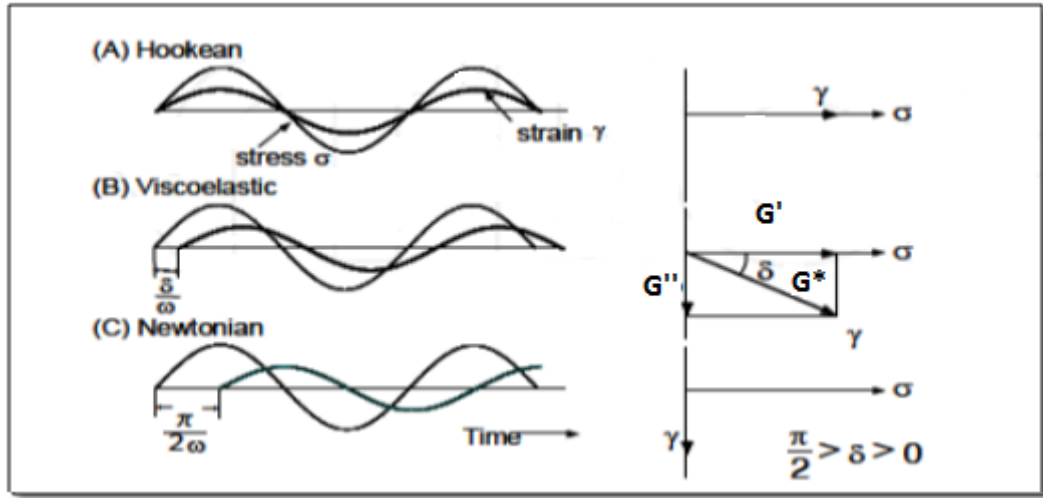 (A) Hookean
strain γ
stress σ
γ
σ
(B) Viscoelastic
δ/ω
G'
σ
δ
G*
G''
γ
(C) Newtonian
π/2ω
Time
σ
γ
π/2 > δ > 0